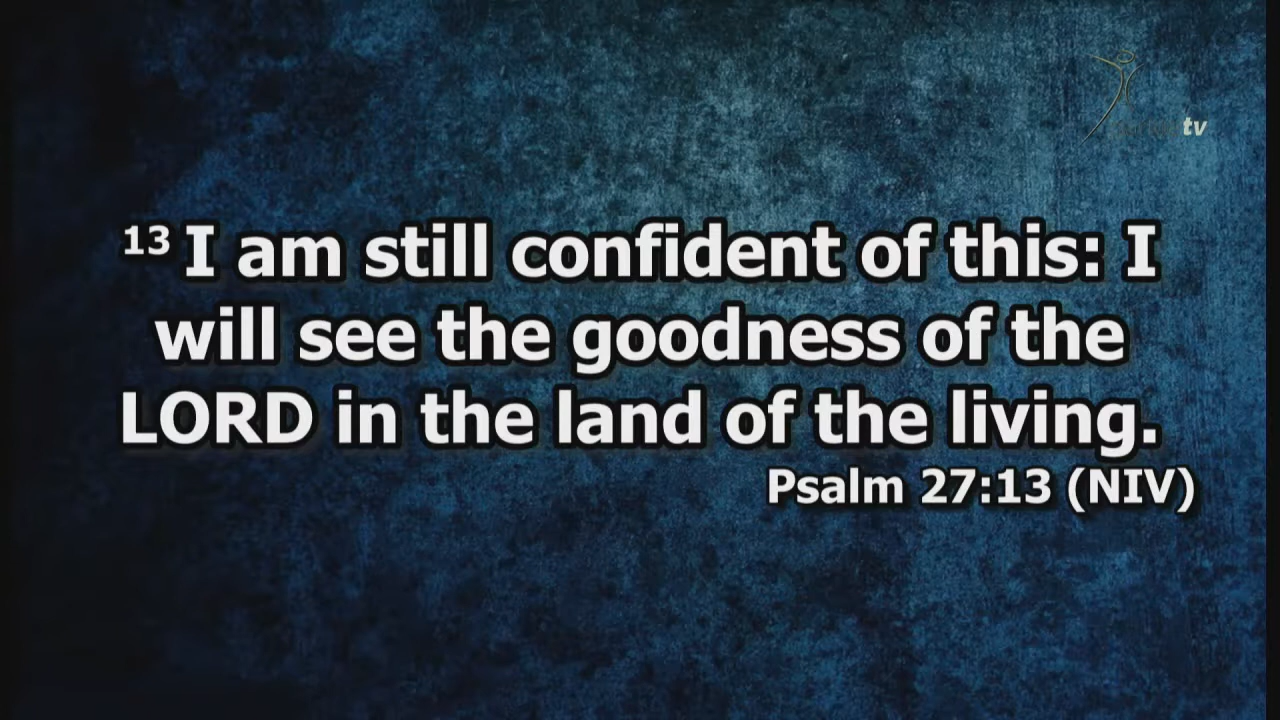 13 I am still confident of this: I
will see the goodness of the
LORD in the land of the living.
Psalm 27:13 (NIV)
tv